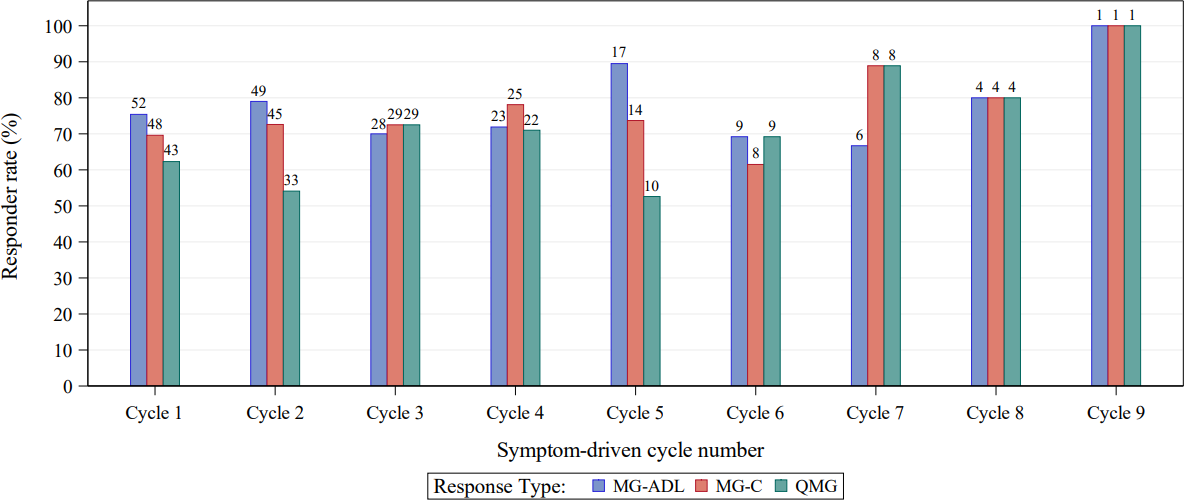 Responder rate (%)
100
90
80
70
60
50
40
30
20
10
0
52 48 43
49 45 33
28 29 29
23 25 22
17 14 10
9 8 9
6 8 8
4 4 4
1 1 1
Cycle 1 Cycle 2 Cycle 3 Cycle 4 Cycle 5 Cycle 6 Cycle 7 Cycle 8 Cycle 9
Symptom-driven cycle number
Response Type: MG-ADL MG-C QMG